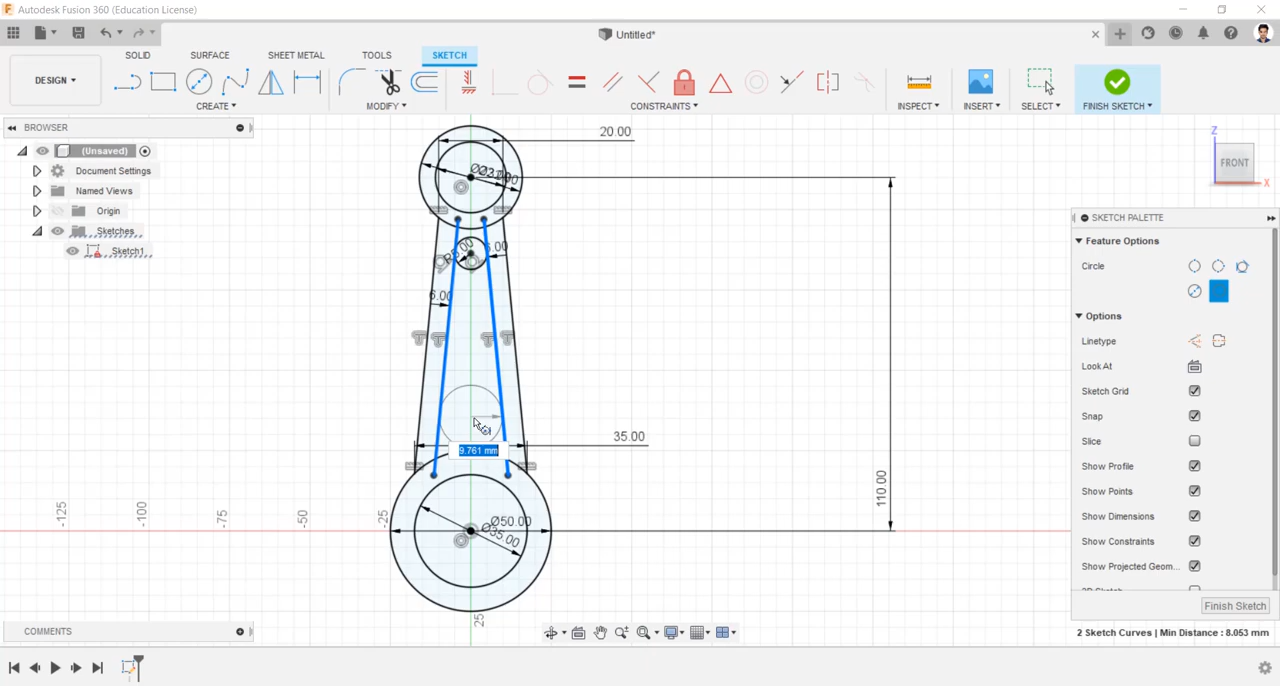 Autodesk Fusion 360 (Education License)
Untitled*
SOLID SURFACE SHEET METAL TOOLS SKETCH
DESIGN
CREATE MODIFY CONSTRAINTS INSPECT INSERT SELECT FINISH SKETCH
BROWSER
(Unsaved)
Document Settings
Named Views
Origin
Sketches
Sketch1
20.00
6.00
6.00
35.00
110.00
Ø50.00
Ø35.00
-125
-100
-75
-50
-25
25
9.761 mm
Z
FRONT
X
SKETCH PALETTE
Feature Options
Circle
Options
Linetype
Look At
Sketch Grid
Snap
Slice
Show Profile
Show Points
Show Dimensions
Show Constraints
Show Projected Geom...
Finish Sketch
COMMENTS
2 Sketch Curves | Min Distance : 8.053 mm